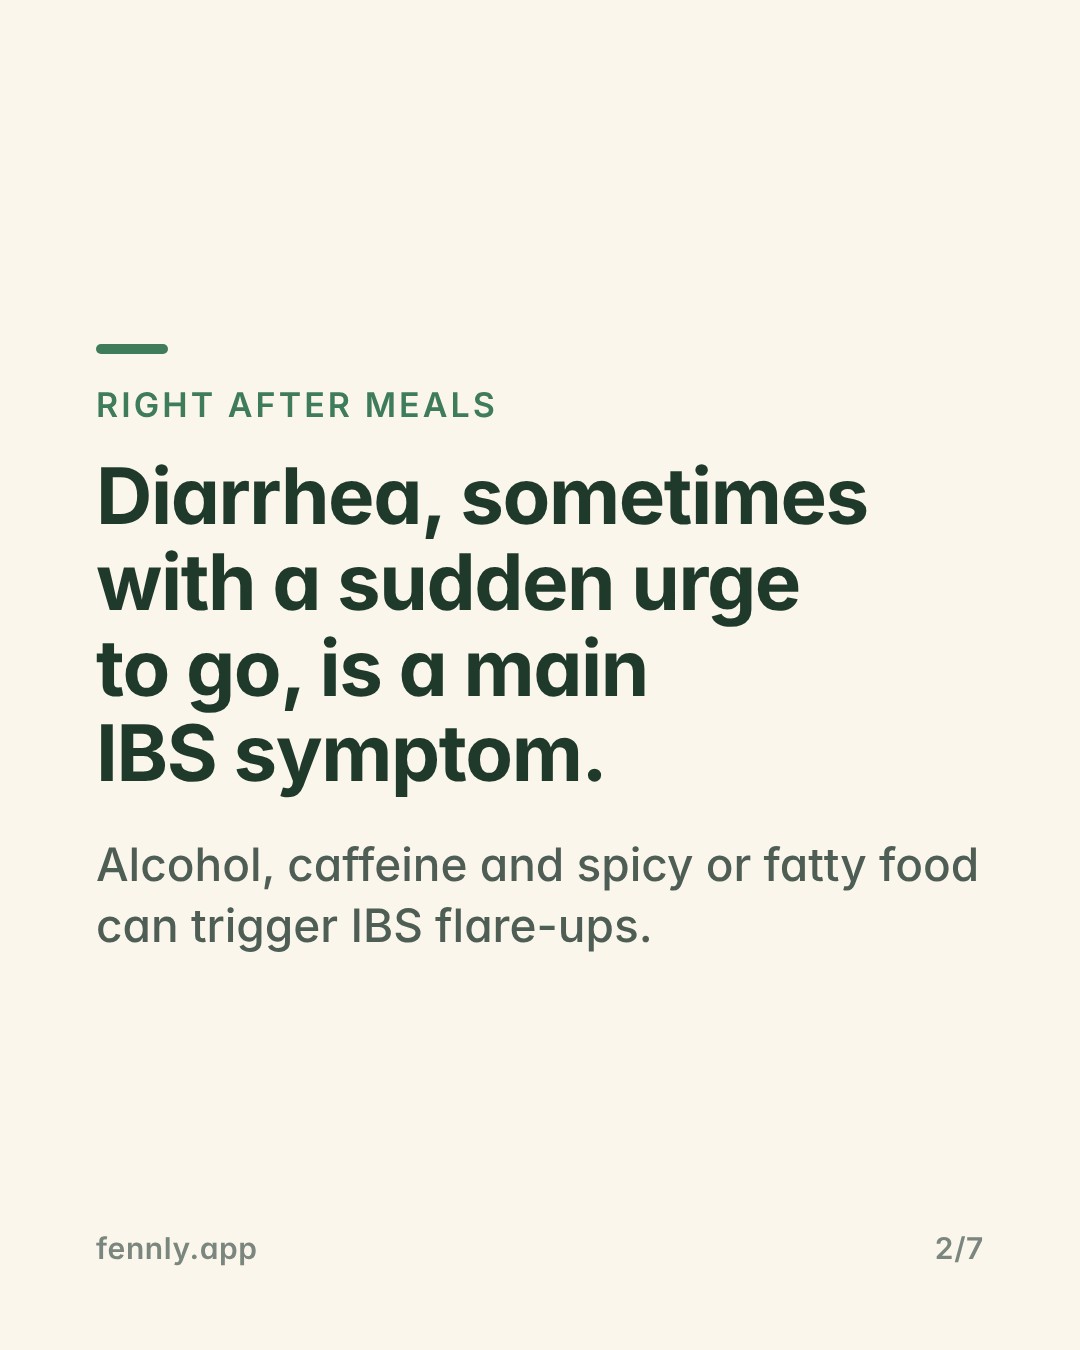 RIGHT AFTER MEALS
Diarrhea, sometimes
with a sudden urge
to go, is a main
IBS symptom.
Alcohol, caffeine and spicy or fatty food
can trigger IBS flare-ups.
fennly.app
2/7